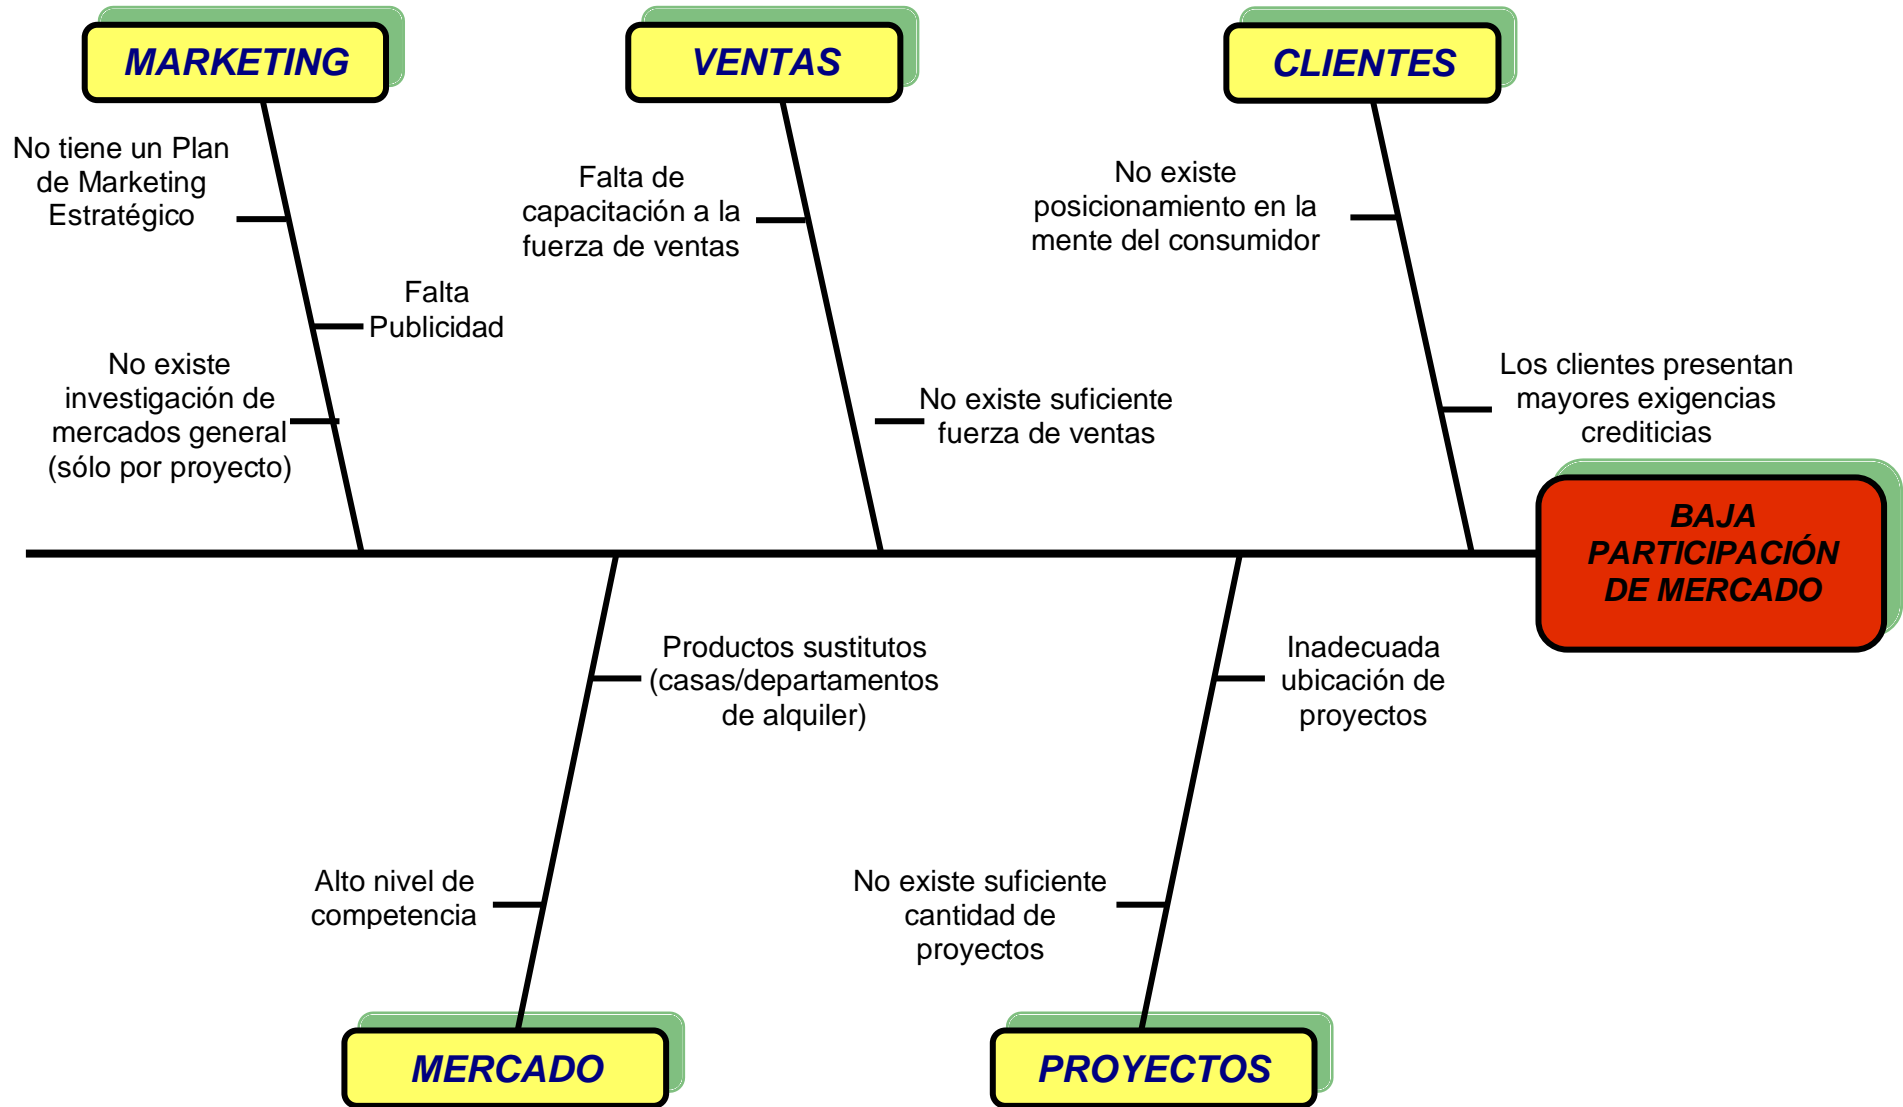 MARKETING
VENTAS
CLIENTES
No tiene un Plan
de Marketing
Estratégico
Falta
Publicidad
No existe
investigación de
mercados general
(sólo por proyecto)
Falta de
capacitación a la
fuerza de ventas
No existe suficiente
fuerza de ventas
No existe
posicionamiento en la
mente del consumidor
Los clientes presentan
mayores exigencias
crediticias
BAJA
PARTICIPACIÓN
DE MERCADO
Productos sustitutos
(casas/departamentos
de alquiler)
Alto nivel de
competencia
Inadecuada
ubicación de
proyectos
No existe suficiente
cantidad de
proyectos
MERCADO
PROYECTOS